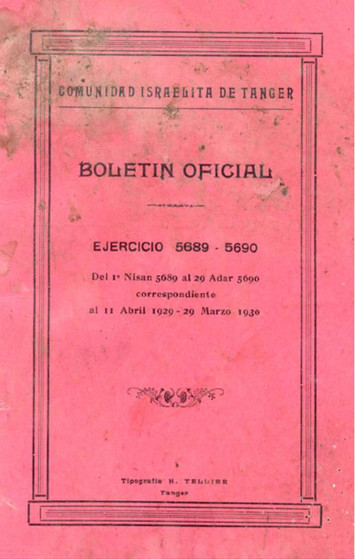 COMUNIDAD ISRAELITA DE TANGER
BOLETIN OFICIAL
EJERCICIO 5689 - 5690
Del 1º Nisan 5689 al 29 Adar 5690
correspondiente
al 11 Abril 1929 - 29 Marzo 1930
Tipografía H. TELLIER
Tanger